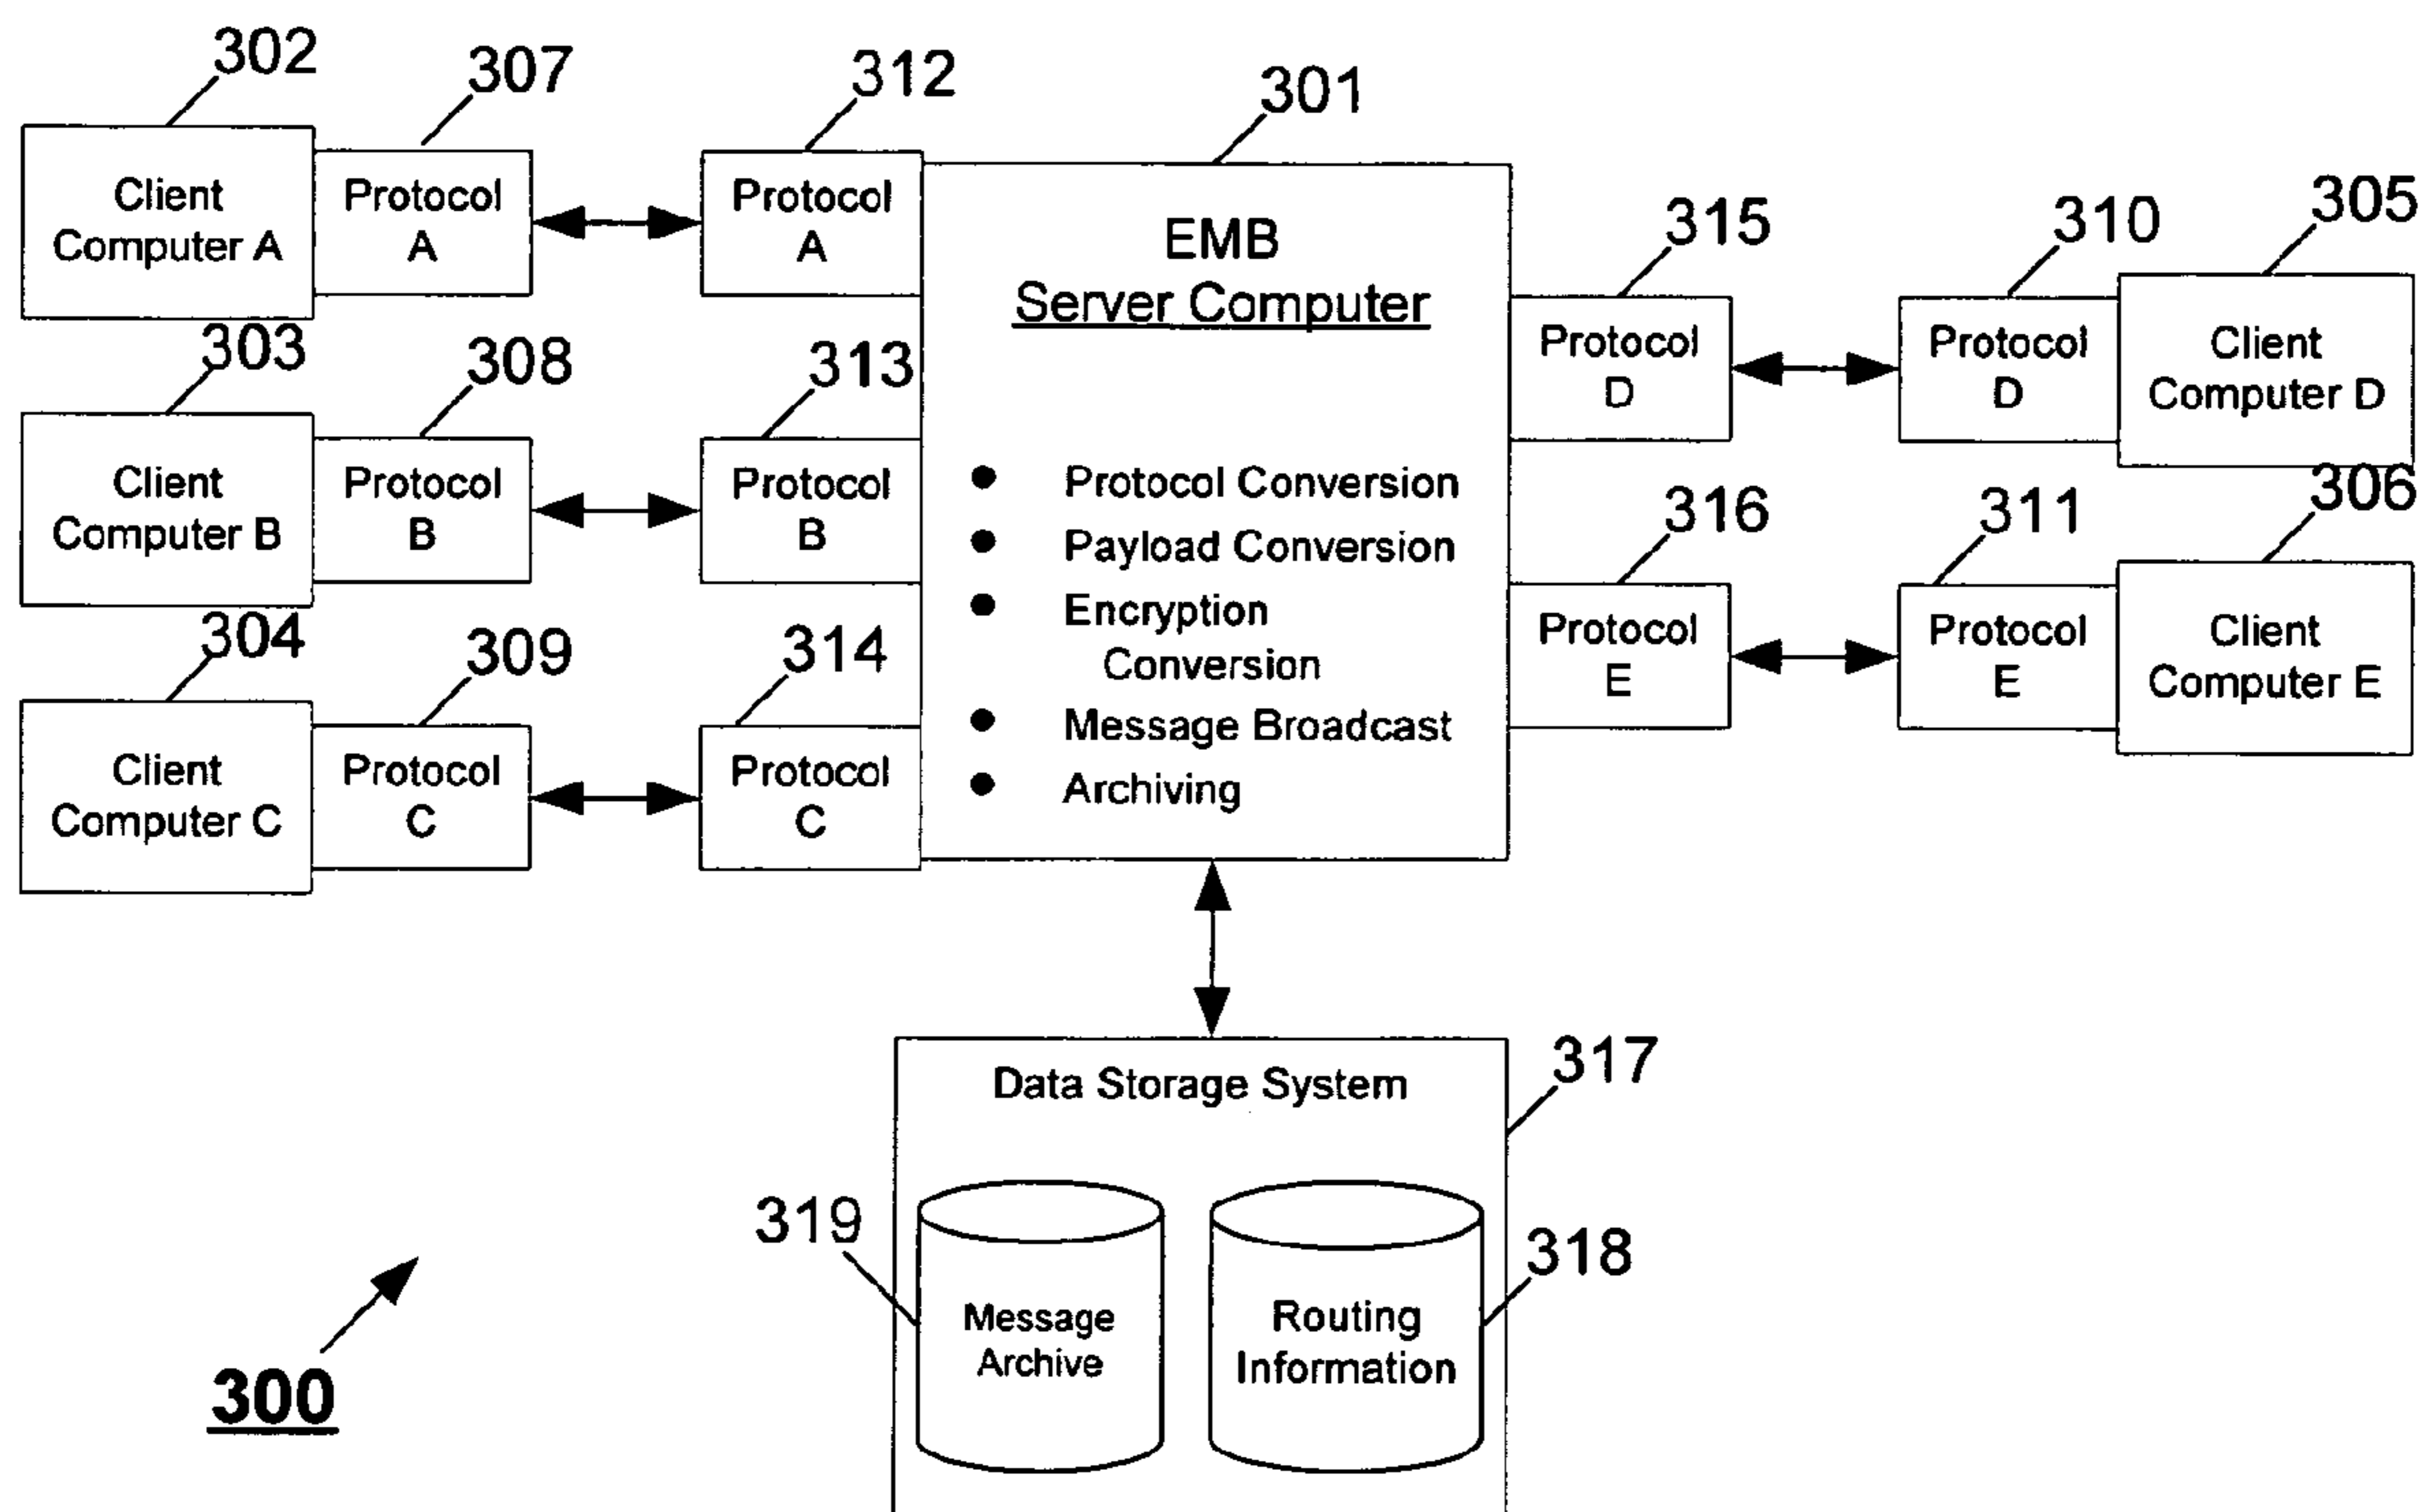 302
307
312
301
Client
Computer A
Protocol
A
Protocol
A
EMB
Server Computer
315
310
305
Protocol
D
Protocol
D
Client
Computer D
303
308
313
Client
Computer B
Protocol
B
Protocol
B
● Protocol Conversion
● Payload Conversion
● Encryption
Conversion
● Message Broadcast
● Archiving
316
311
306
Protocol
E
Protocol
E
Client
Computer E
304
309
314
Client
Computer C
Protocol
C
Protocol
C
Data Storage System
317
319
318
Message
Archive
Routing
Information
300